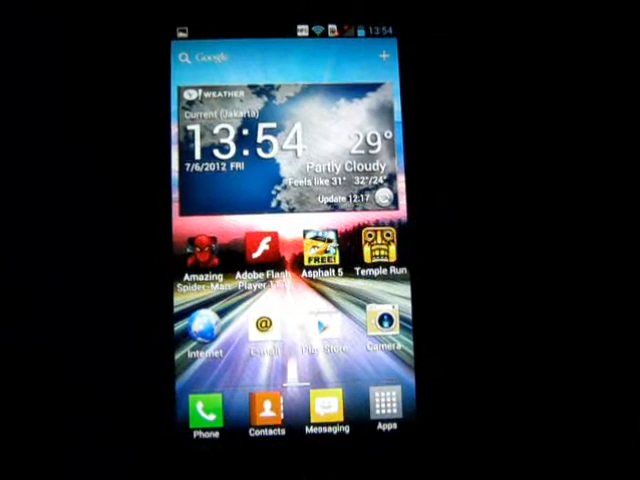 13:54
Google
Y! WEATHER
Current (Jakarta)
13:54
29°
7/6/2012 FRI
Partly Cloudy
Feels like 31° 32°/24°
Update 12:17
Amazing Spider-Man
Adobe Flash Player
Asphalt 5
FREE!
Temple Run
Internet
E-mail
Play Store
Camera
Phone
Contacts
Messaging
Apps